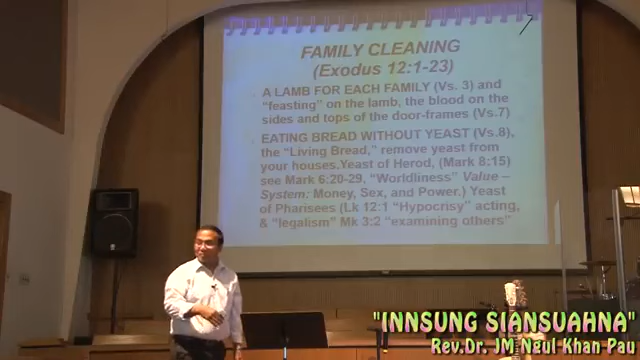 FAMILY CLEANING
(Exodus 12:1-23)
A LAMB FOR EACH FAMILY (Vs. 3) and
"feasting" on the lamb, the blood on the
sides and tops of the door-frames (Vs.7)
EATING BREAD WITHOUT YEAST (Vs.8),
the "Living Bread," remove yeast from
your houses,Yeast of Herod, (Mark 8:15)
see Mark 6:20-29, "Worldliness" Value –
System: Money, Sex, and Power.) Yeast
of Pharisees (Lk 12:1 "Hypocrisy" acting,
& "legalism" Mk 3:2 "examining others"
"INNSUNG SIANSUAHNA"
Rev.Dr. JM Ngul Khan Pau